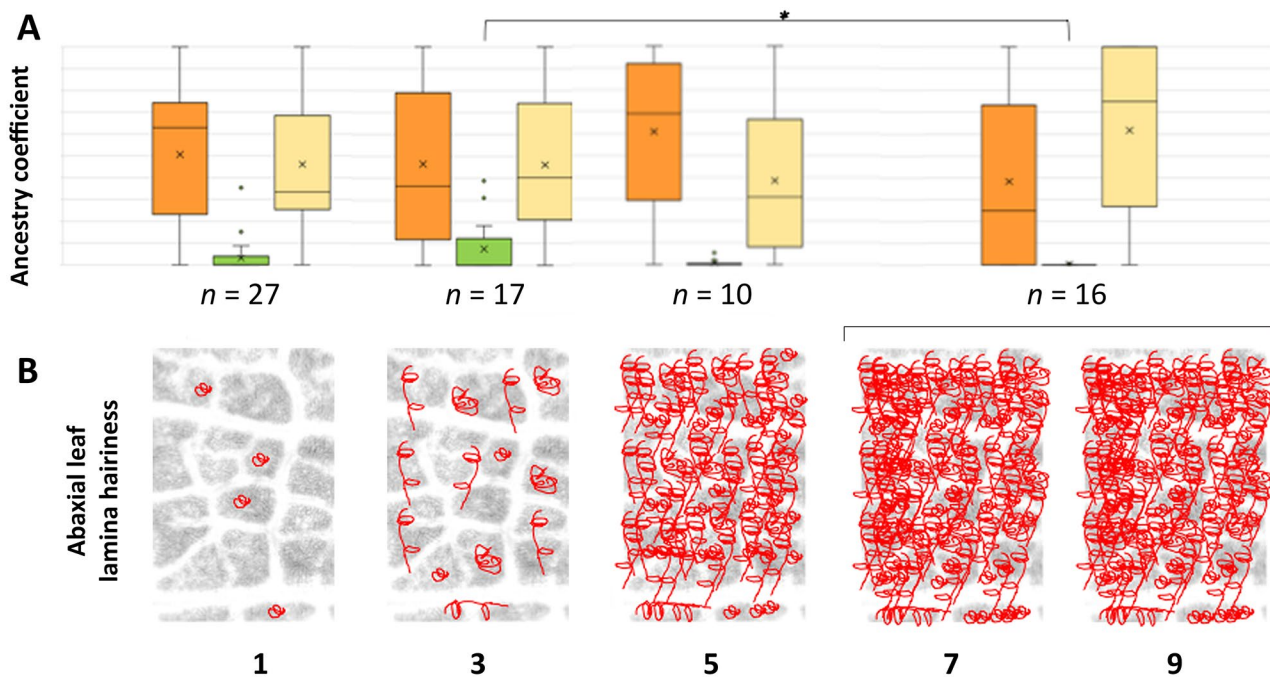 A
*
Ancestry coefficient
n = 27
n = 17
n = 10
n = 16
B
Abaxial leaf
lamina hairiness
1
3
5
7
9